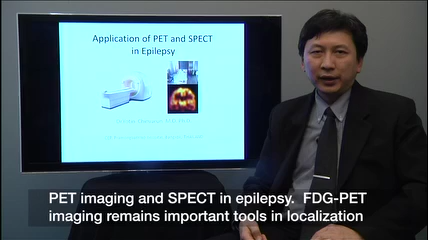 Application of PET and SPECT
in Epilepsy
PET imaging and SPECT in epilepsy. FDG-PET
imaging remains important tools in localization